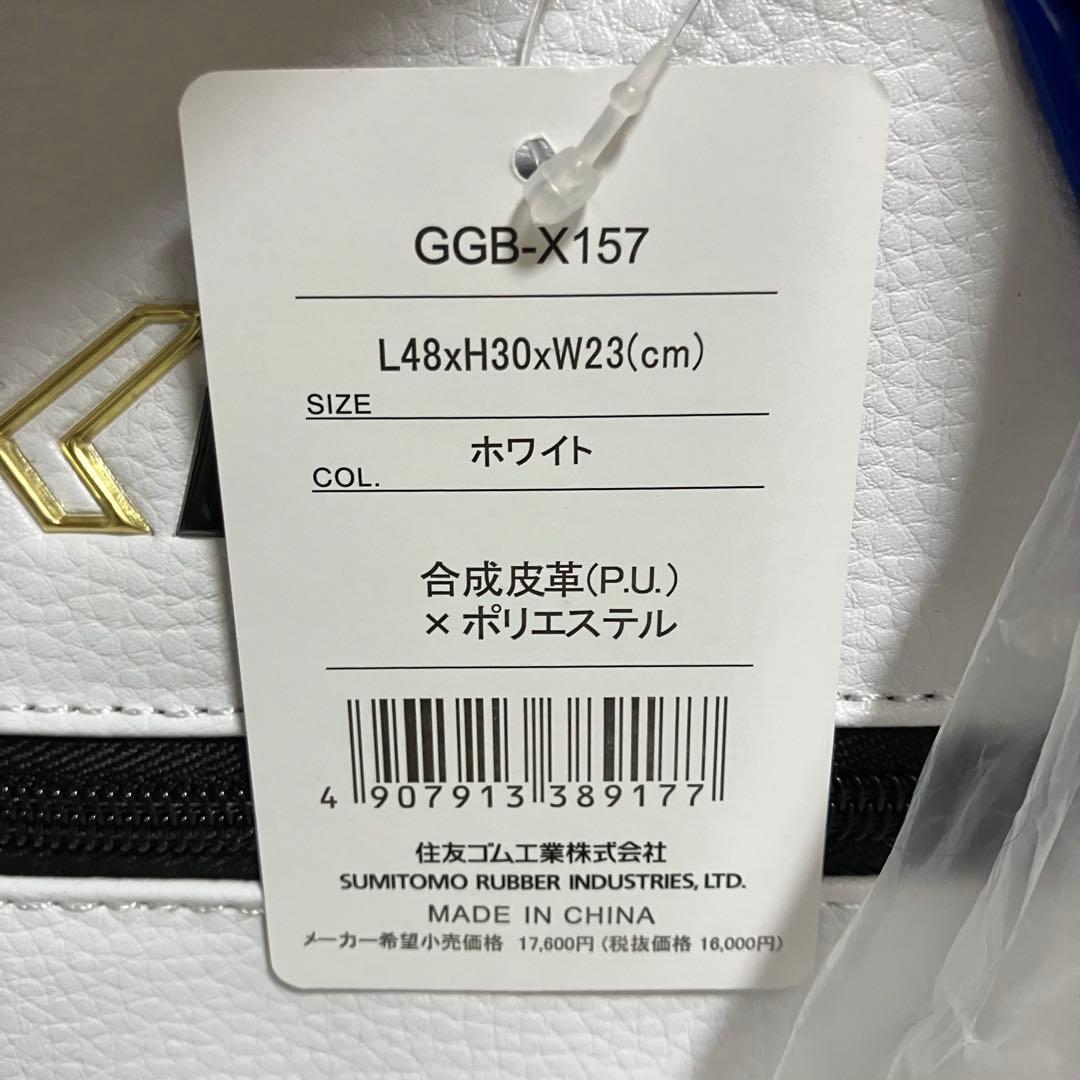 GGB-X157
L48xH30xW23(cm)
SIZE
ホワイト
COL.
合成皮革(P.U.)
×ポリエステル
4 907913 389177
住友ゴム工業株式会社
SUMITOMO RUBBER INDUSTRIES, LTD.
MADE IN CHINA
メーカー希望小売価格 17,600円 (税抜価格 16,000円)